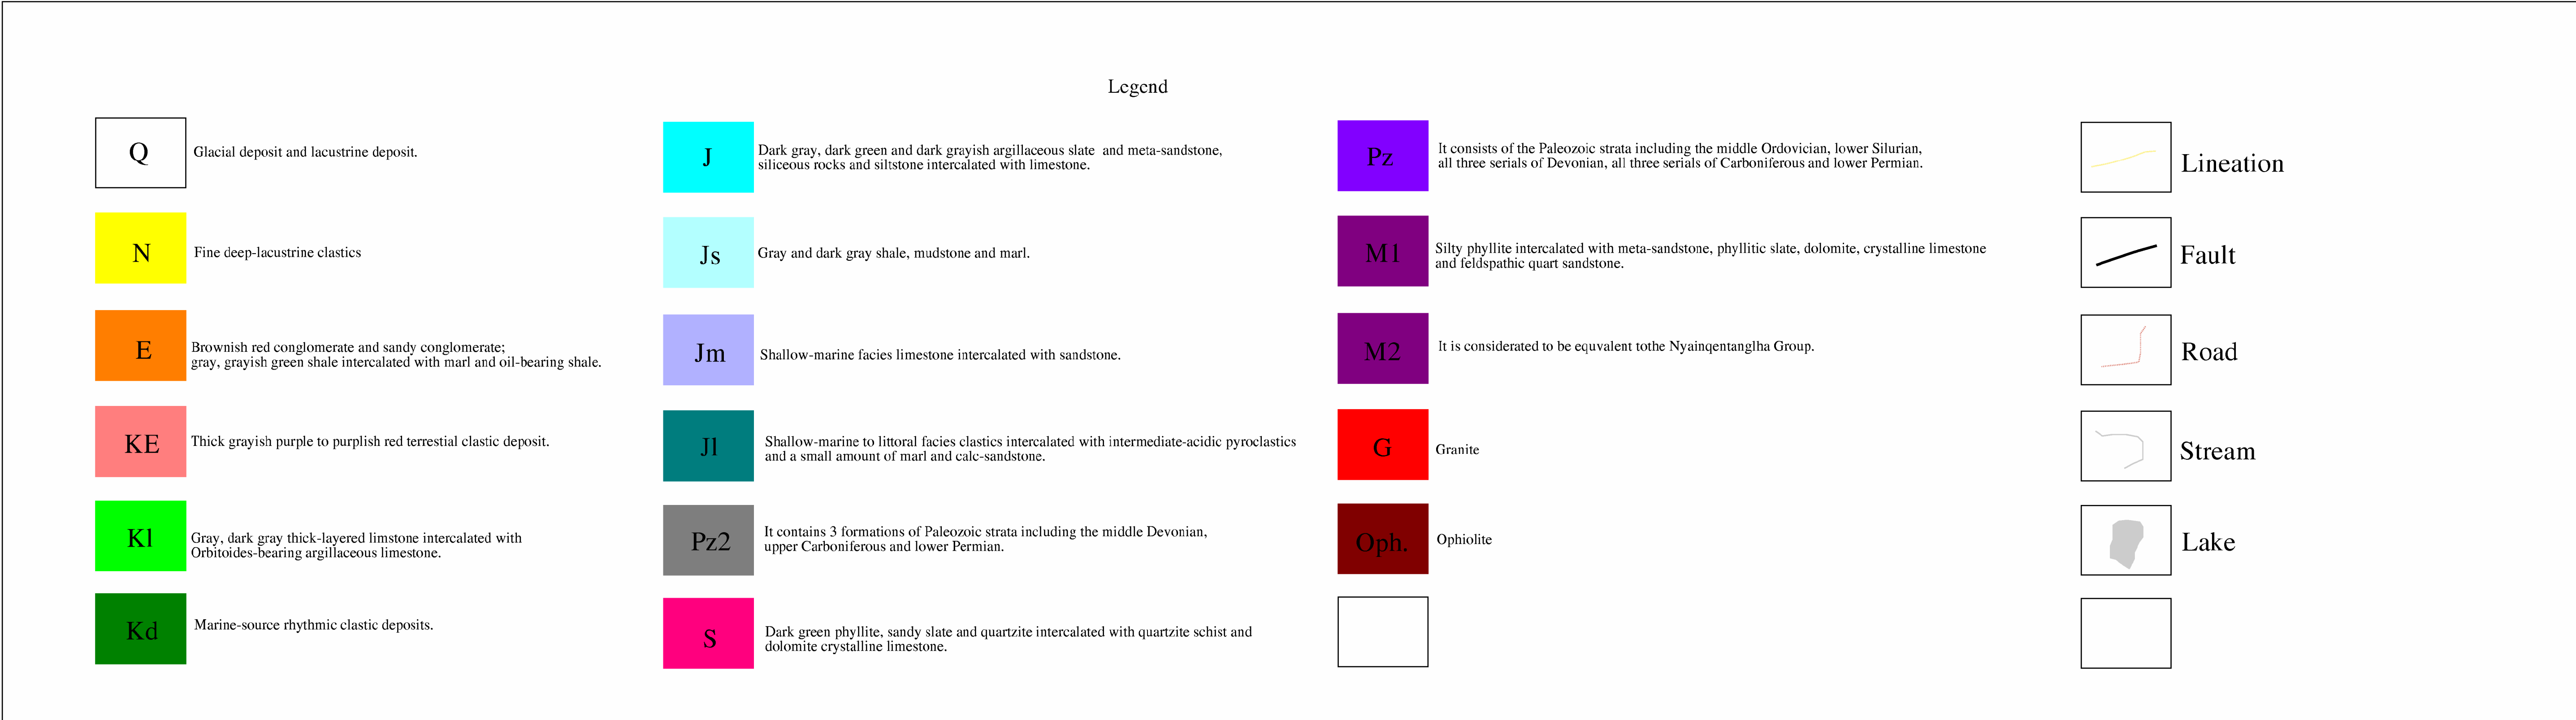 Legend
Q
Glacial deposit and lacustrine deposit.
N
Fine deep-lacustrine clastics
E
Brownish red conglomerate and sandy conglomerate;
gray, grayish green shale intercalated with marl and oil-bearing shale.
KE
Thick grayish purple to purplish red terrestial clastic deposit.
Kl
Gray, dark gray thick-layered limstone intercalated with
Orbitoides-bearing argillaceous limestone.
Kd
Marine-source rhythmic clastic deposits.
J
Dark gray, dark green and dark grayish argillaceous slate and meta-sandstone,
siliceous rocks and siltstone intercalated with limestone.
Js
Gray and dark gray shale, mudstone and marl.
Jm
Shallow-marine facies limestone intercalated with sandstone.
Jl
Shallow-marine to littoral facies clastics intercalated with intermediate-acidic pyroclastics
and a small amount of marl and calc-sandstone.
Pz2
It contains 3 formations of Paleozoic strata including the middle Devonian,
upper Carboniferous and lower Permian.
S
Dark green phyllite, sandy slate and quartzite intercalated with quartzite schist and
dolomite crystalline limestone.
Pz
It consists of the Paleozoic strata including the middle Ordovician, lower Silurian,
all three serials of Devonian, all three serials of Carboniferous and lower Permian.
M1
Silty phyllite intercalated with meta-sandstone, phyllitic slate, dolomite, crystalline limestone
and feldspathic quart sandstone.
M2
It is considerated to be equvalent tothe Nyainqentanglha Group.
G
Granite
Oph.
Ophiolite
Lineation
Fault
Road
Stream
Lake